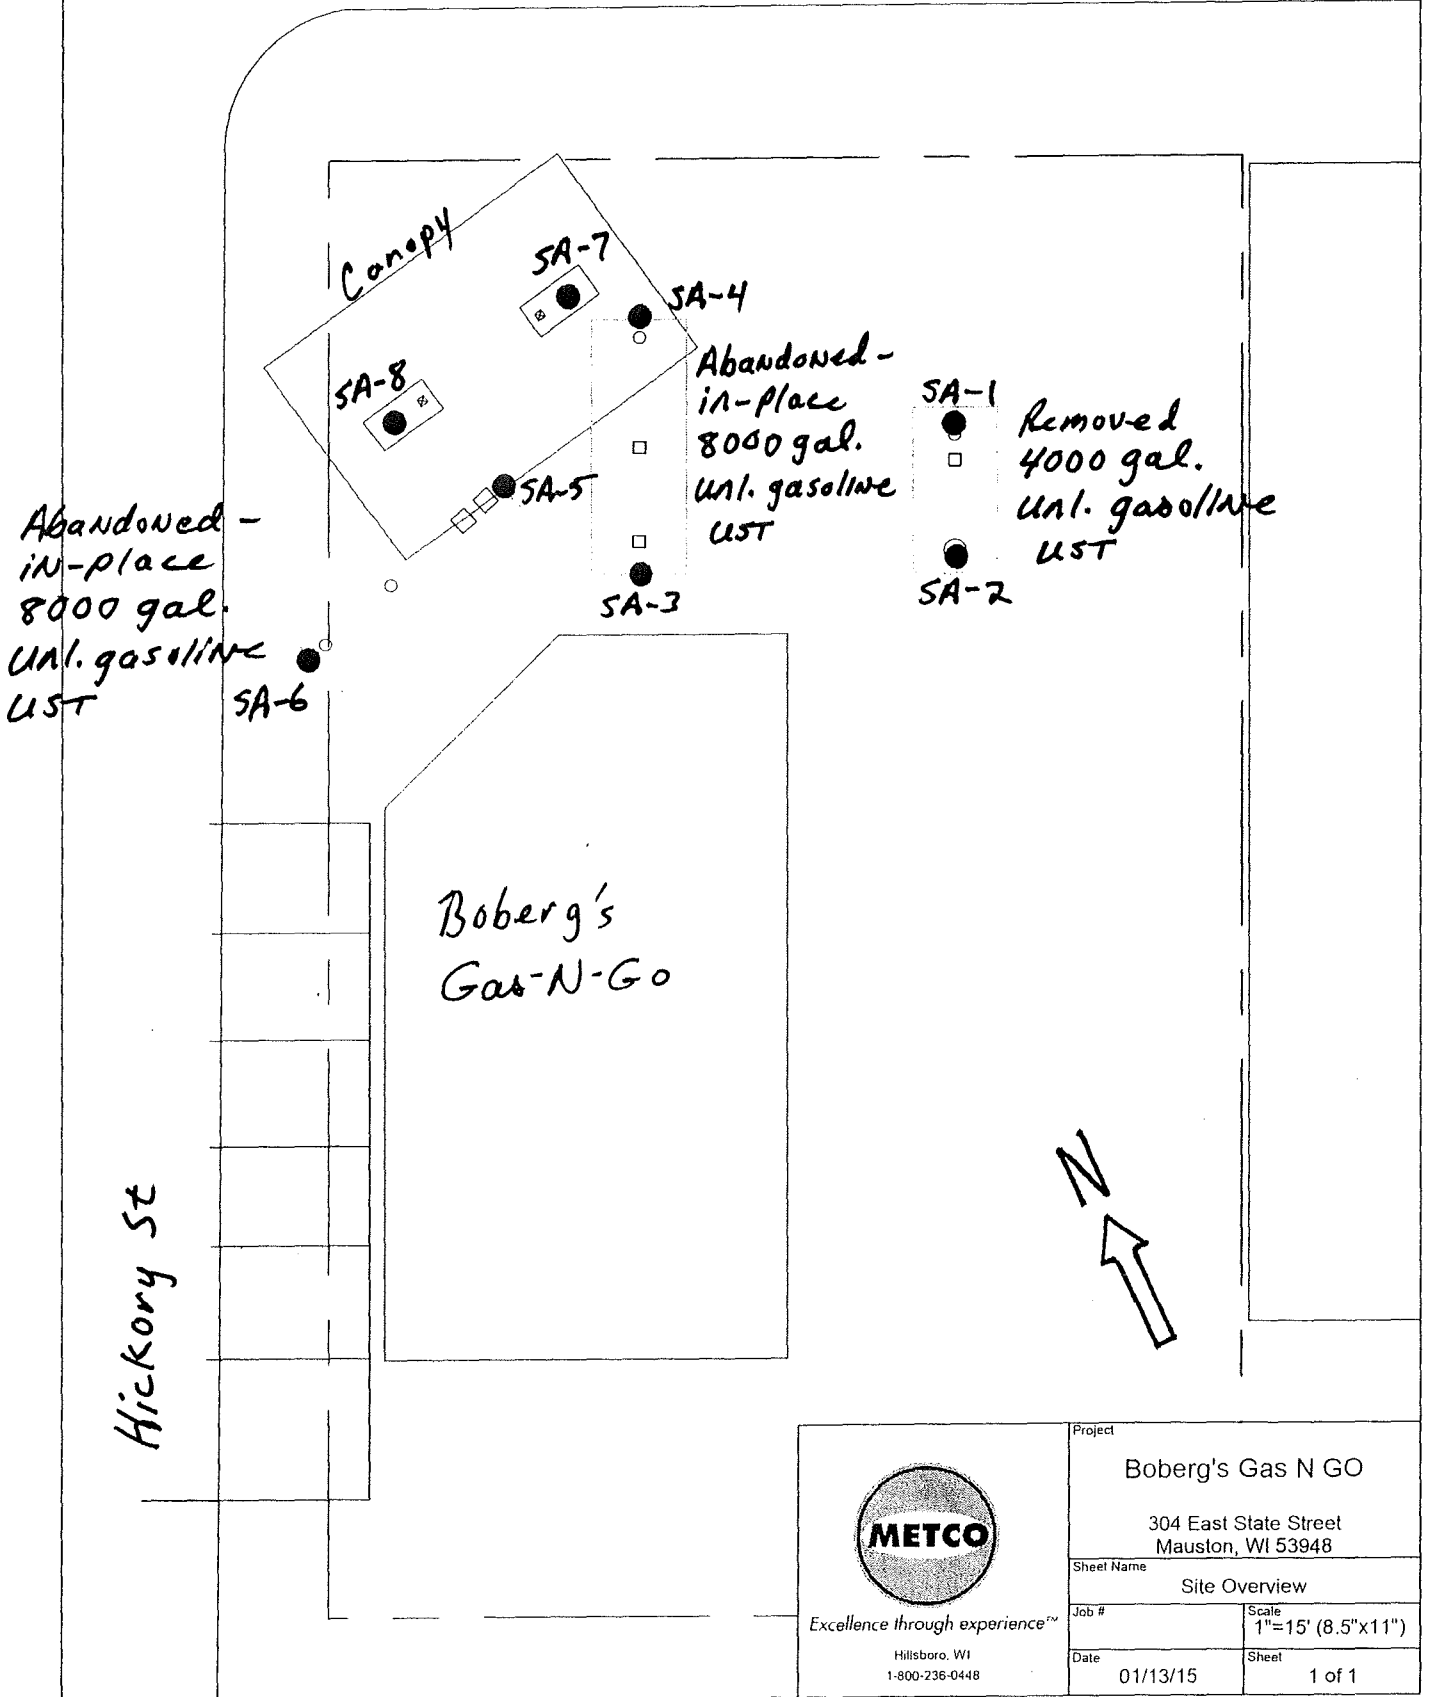 Canopy
SA-7
SA-4
SA-8
Abandoned-
in-place
8000 gal.
unl. gasoline
UST
SA-1
Removed
4000 gal.
unl. gasoline
UST
SA-5
SA-3
SA-2
Abandoned-
in-place
8000 gal.
unl. gasoline
UST
SA-6
Boberg's
Gas-N-Go
Hickory St
N
METCO
Excellence through experience™
Hillsboro, WI
1-800-236-0448
Project
Boberg's Gas N GO
304 East State Street
Mauston, WI 53948
Sheet Name
Site Overview
Job #
Scale
1"=15' (8.5"x11")
Date
01/13/15
Sheet
1 of 1